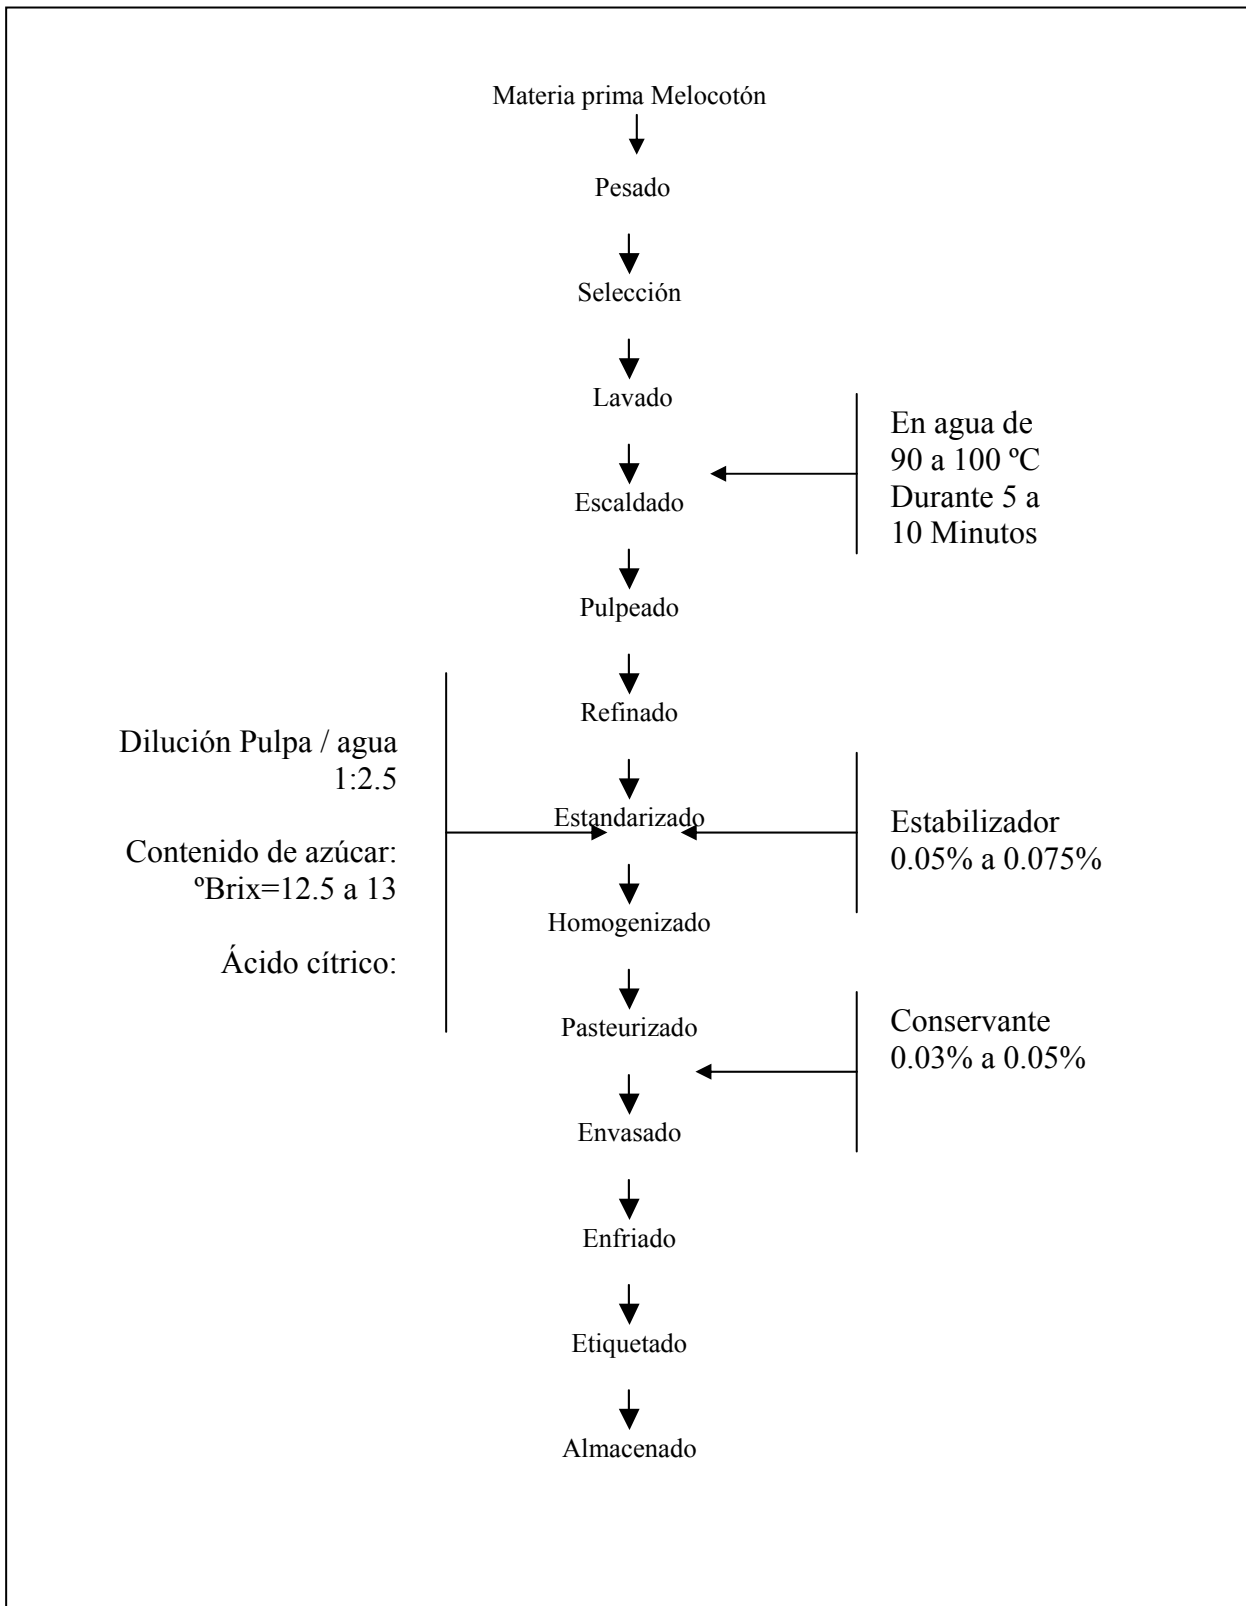 Materia prima Melocotón
Pesado
Selección
Lavado
En agua de
90 a 100 ºC
Durante 5 a
10 Minutos
Escaldado
Pulpeado
Refinado
Dilución Pulpa / agua
1:2.5
Contenido de azúcar:
ºBrix=12.5 a 13
Ácido cítrico:
Estandarizado
Estabilizador
0.05% a 0.075%
Homogenizado
Pasteurizado
Conservante
0.03% a 0.05%
Envasado
Enfriado
Etiquetado
Almacenado